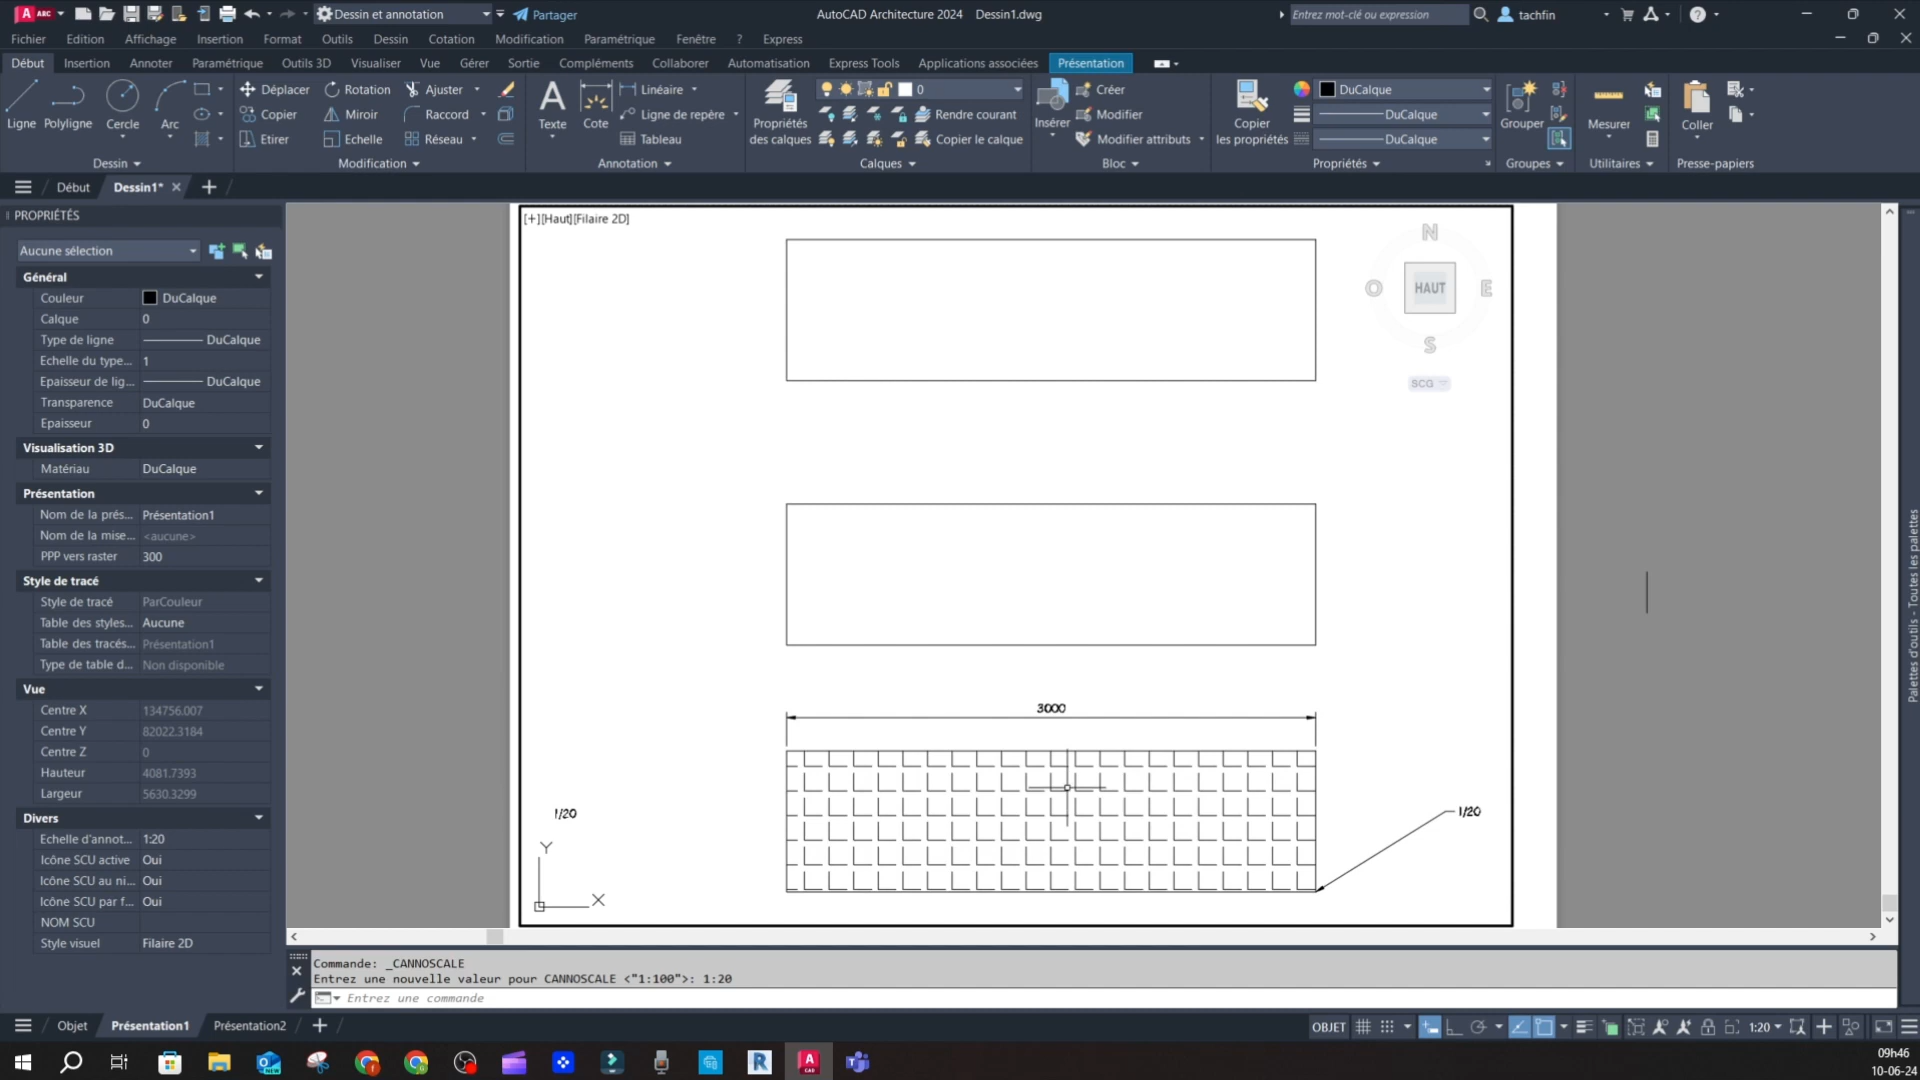 ARC
Dessin et annotation
Partager
AutoCAD Architecture 2024 Dessin1.dwg
Entrez mot-clé ou expression
tachfin
Fichier Edition Affichage Insertion Format Outils Dessin Cotation Modification Paramétrique Fenêtre ? Express
Début Insertion Annoter Paramétrique Outils 3D Visualiser Vue Gérer Sortie Compléments Collaborer Automatisation Express Tools Applications associées Présentation
Déplacer Rotation Ajuster Linéaire 0 Créer DuCalque
Copier Miroir Raccord Ligne de repère Rendre courant Modifier DuCalque
Ligne Polyligne Cercle Arc Texte Cote Propriétés des calques Insérer Copier les propriétés Grouper Mesurer Coller
Etirer Echelle Réseau Tableau Copier le calque Modifier attributs DuCalque
Dessin Modification Annotation Calques Bloc Propriétés Groupes Utilitaires Presse-papiers
Début Dessin1* +
PROPRIÉTÉS
Aucune sélection
Général
Couleur DuCalque
Calque 0
Type de ligne DuCalque
Echelle du type... 1
Epaisseur de lig... DuCalque
Transparence DuCalque
Epaisseur 0
Visualisation 3D
Matériau DuCalque
Présentation
Nom de la prés... Présentation1
Nom de la mise... <aucune>
PPP vers raster 300
Style de tracé
Style de tracé ParCouleur
Table des styles... Aucune
Table des tracés... Présentation1
Type de table d... Non disponible
Vue
Centre X 134756.007
Centre Y 82022.3184
Centre Z 0
Hauteur 4081.7393
Largeur 5630.3299
Divers
Echelle d'annot... 1:20
Icône SCU active Oui
Icône SCU au ni... Oui
Icône SCU par f... Oui
NOM SCU
Style visuel Filaire 2D
[+][Haut][Filaire 2D]
N
O HAUT E
S
SCG
3000
1/20
1/20
Y
X
Palettes d'outils - Toutes les palettes
Commande: _CANNOSCALE
Entrez une nouvelle valeur pour CANNOSCALE <"1:100">: 1:20
Entrez une commande
Objet Présentation1 Présentation2 +
OBJET 1:20
09h46
10-06-24